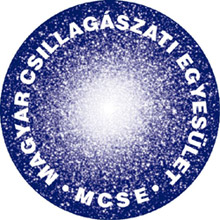 MAGYAR CSILLAGÁSZATI EGYESÜLET
• MCSE •